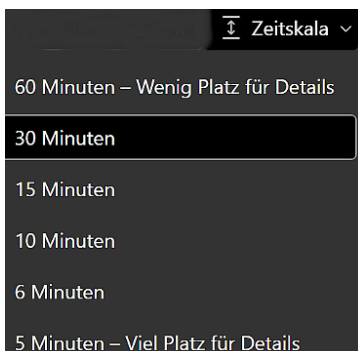 Zeitskala
60 Minuten – Wenig Platz für Details
30 Minuten
15 Minuten
10 Minuten
6 Minuten
5 Minuten – Viel Platz für Details